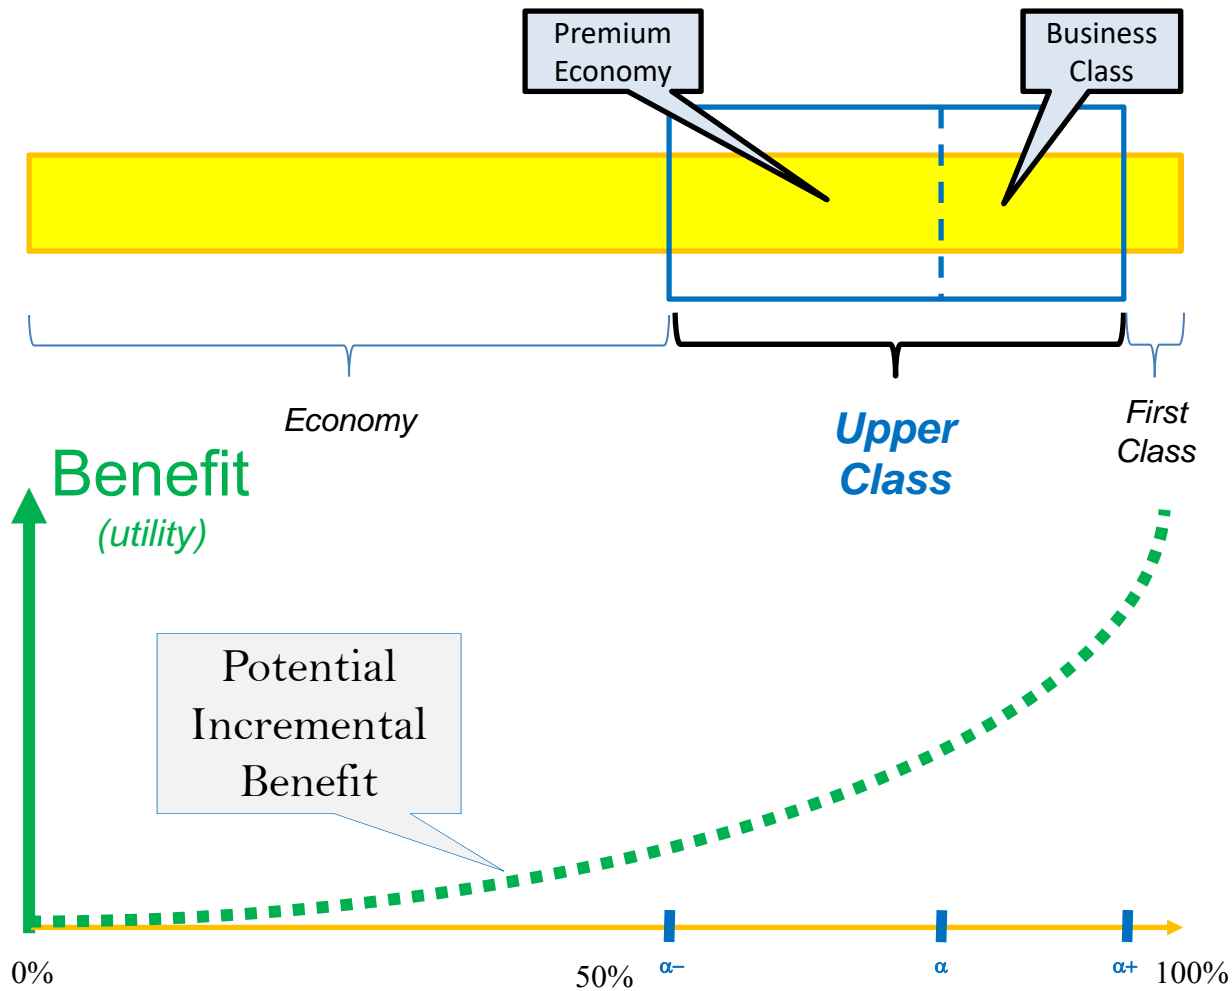 Premium
Economy
Business
Class
Economy
Upper
Class
First
Class
Benefit
(utility)
Potential
Incremental
Benefit
0%
50%
α−
α
α+
100%